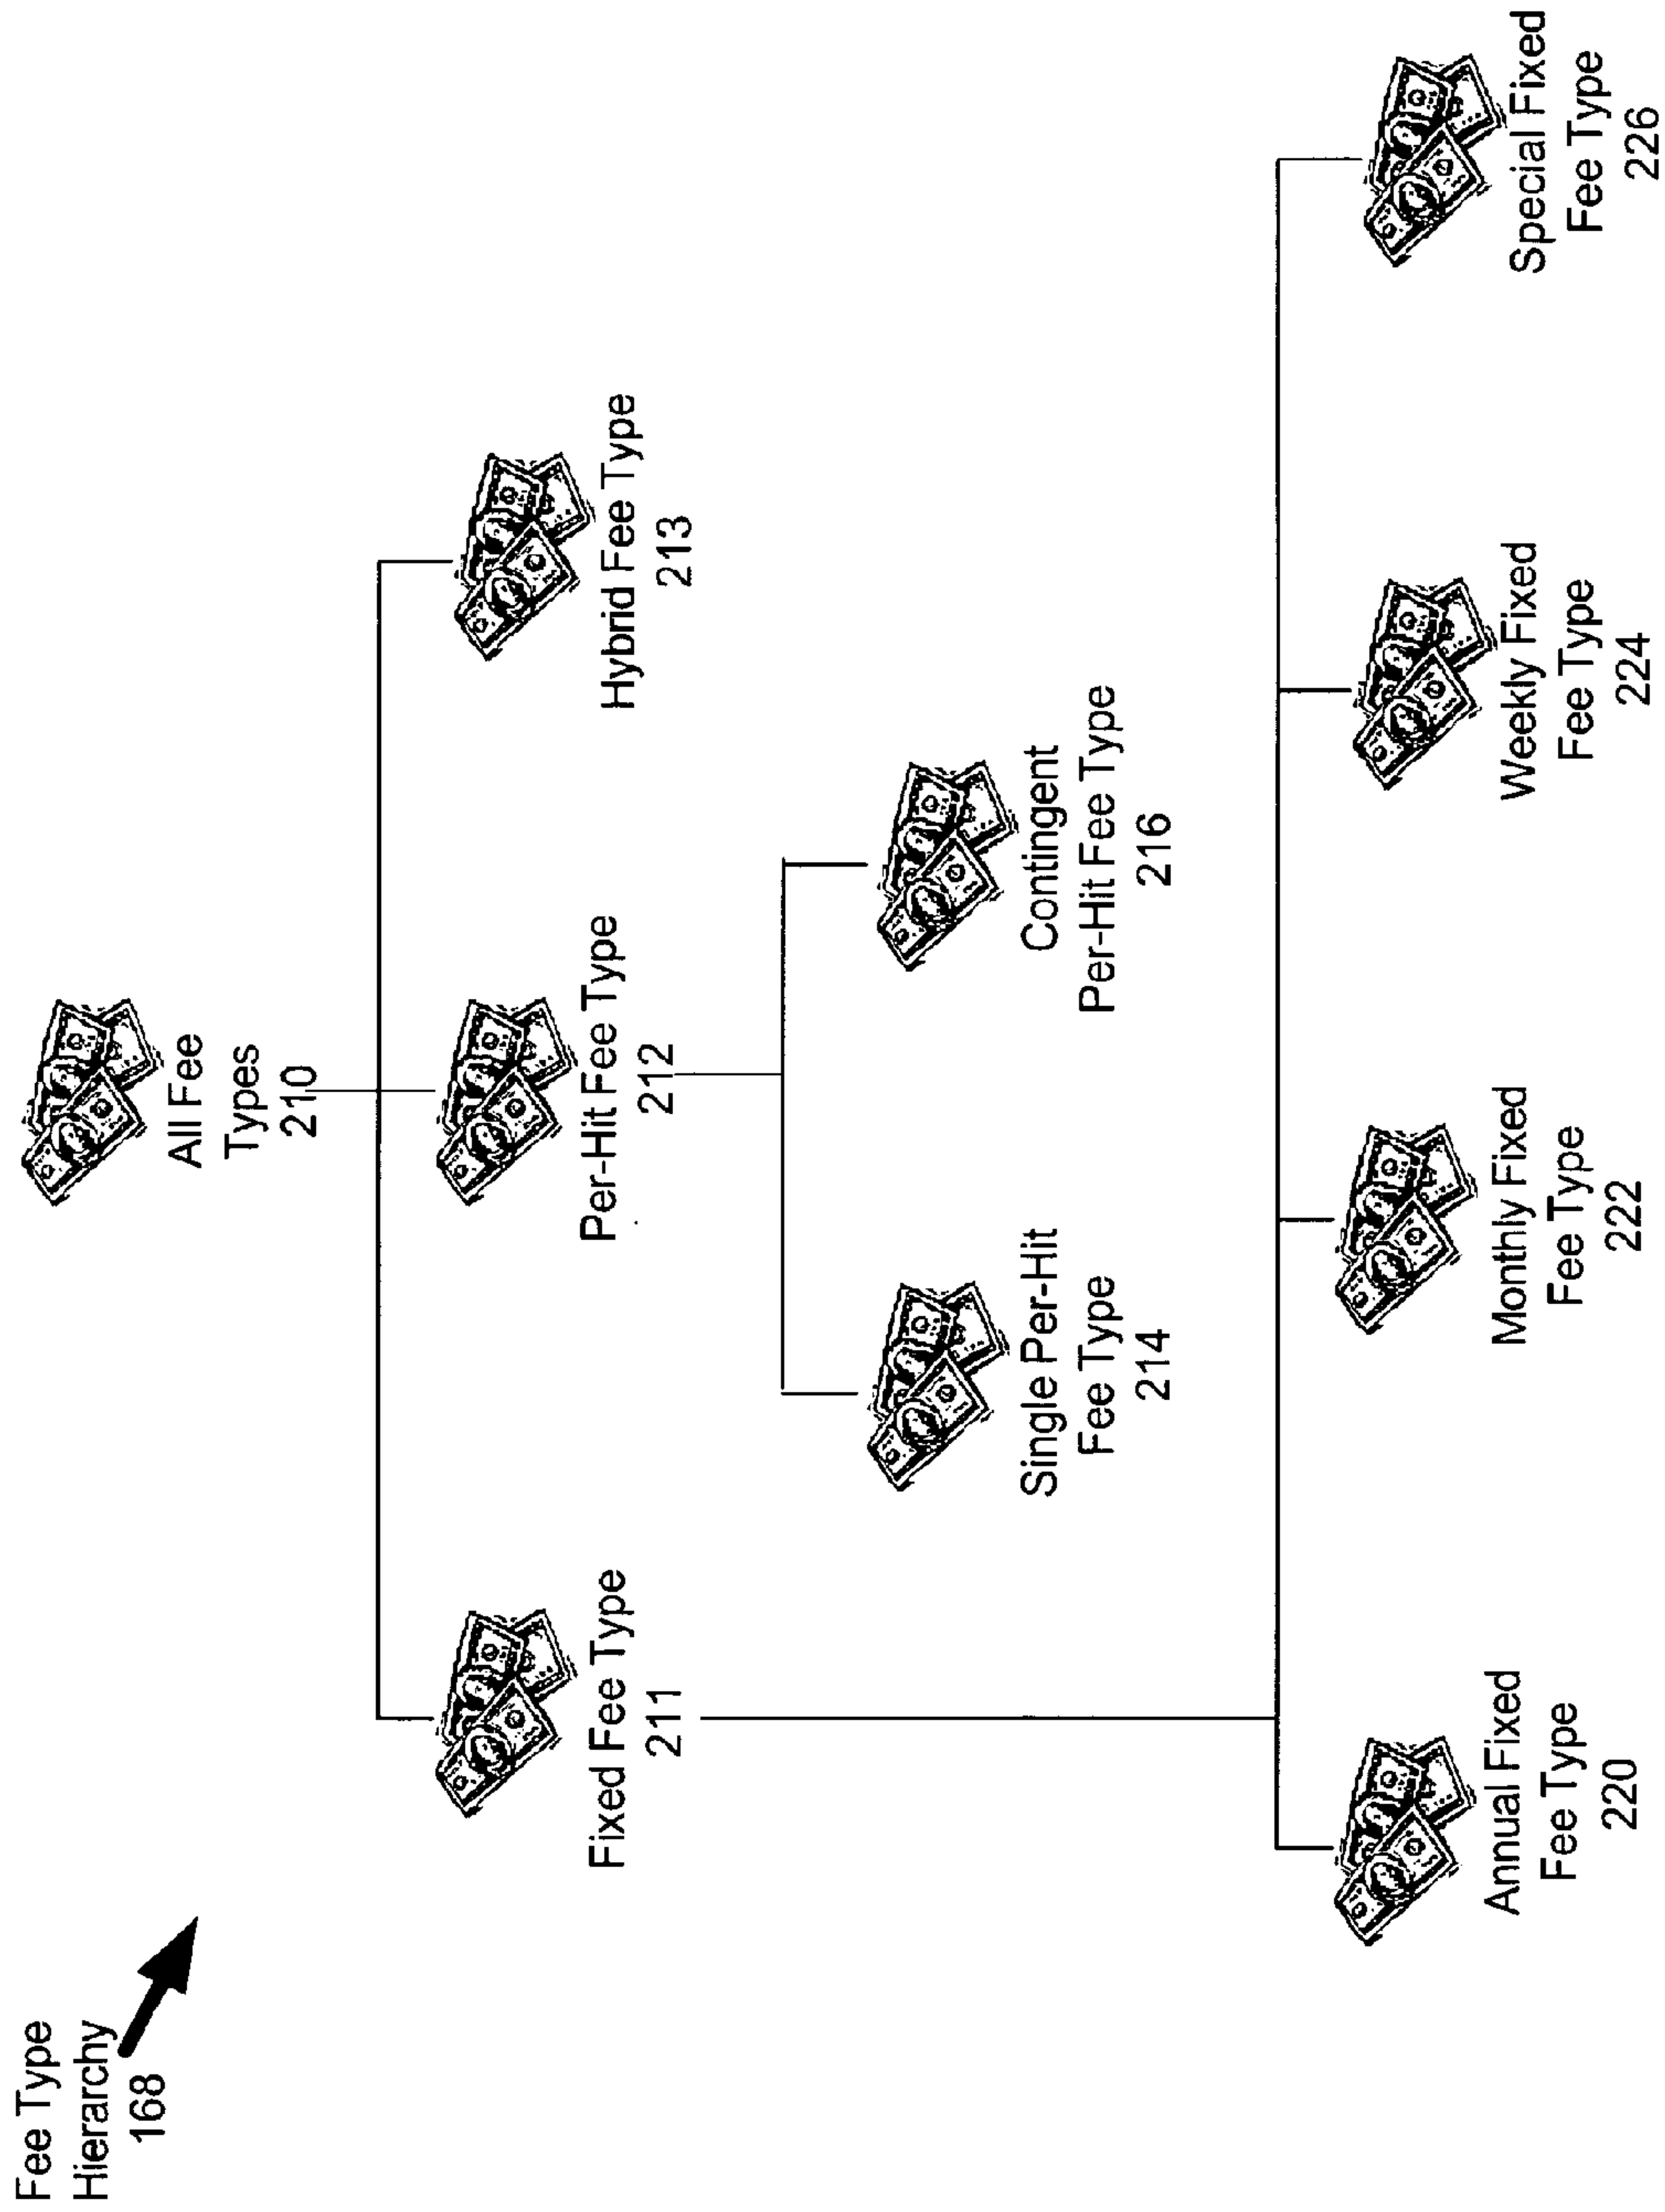 Fee Type
Hierarchy
168
All Fee
Types
210
Fixed Fee Type
211
Per-Hit Fee Type
212
Hybrid Fee Type
213
Single Per-Hit
Fee Type
214
Contingent
Per-Hit Fee Type
216
Annual Fixed
Fee Type
220
Monthly Fixed
Fee Type
222
Weekly Fixed
Fee Type
224
Special Fixed
Fee Type
226